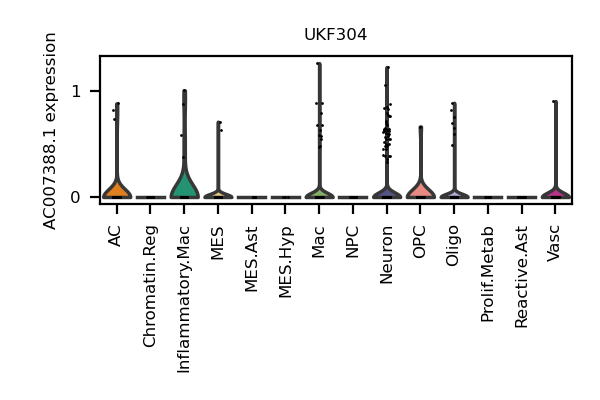 UKF304
AC007388.1 expression
1
0
AC
Chromatin.Reg
Inflammatory.Mac
MES
MES.Ast
MES.Hyp
Mac
NPC
Neuron
OPC
Oligo
Prolif.Metab
Reactive.Ast
Vasc